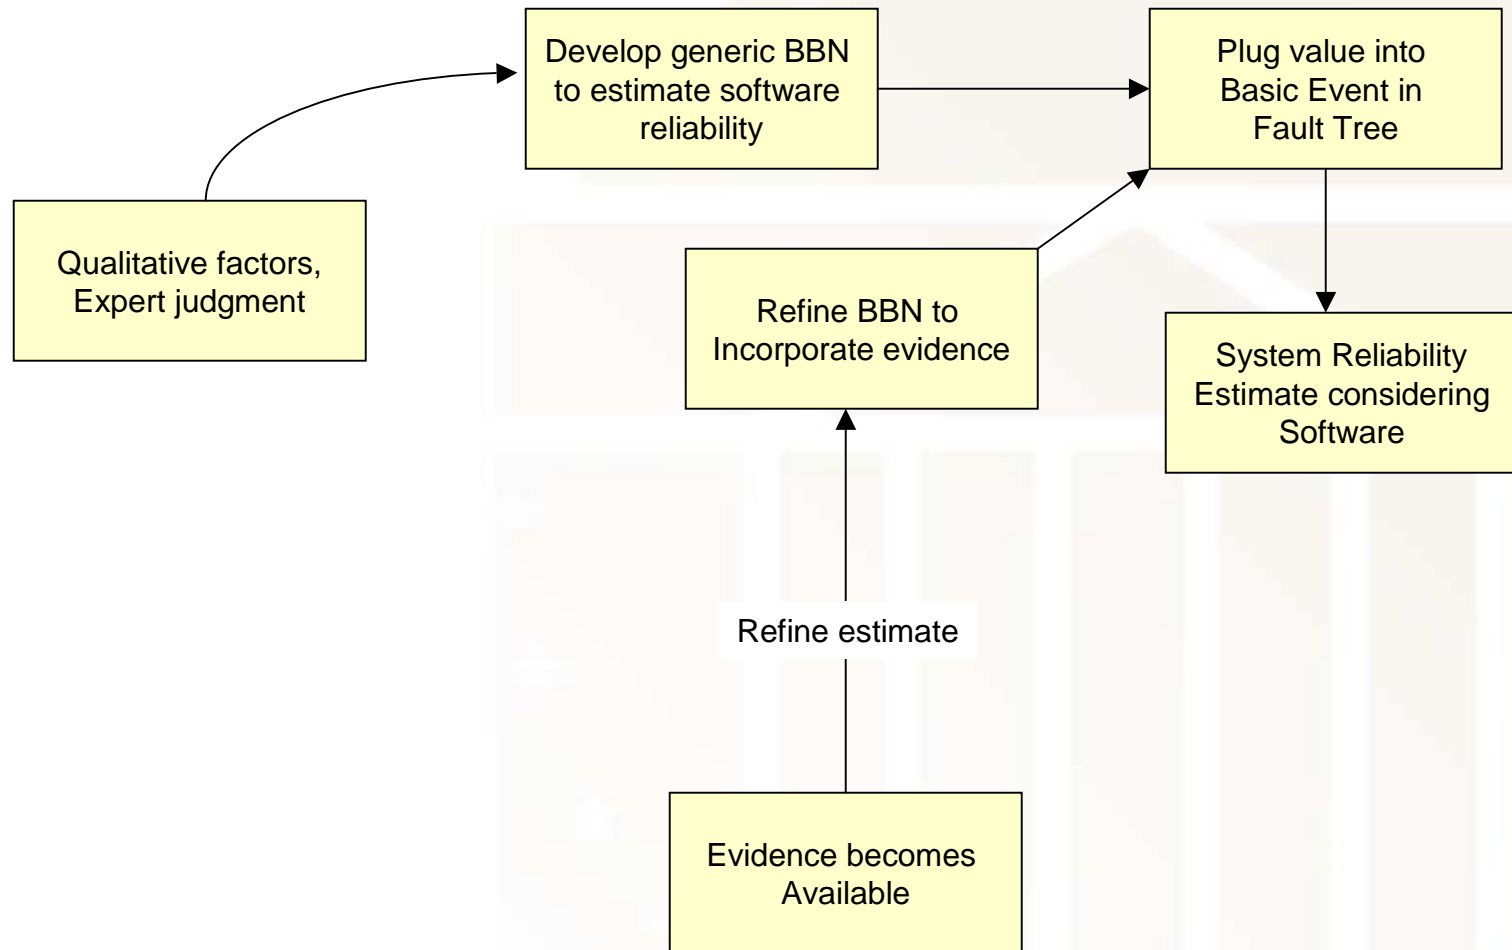 Develop generic BBN
to estimate software
reliability
Plug value into
Basic Event in
Fault Tree
Qualitative factors,
Expert judgment
Refine BBN to
Incorporate evidence
System Reliability
Estimate considering
Software
Refine estimate
Evidence becomes
Available